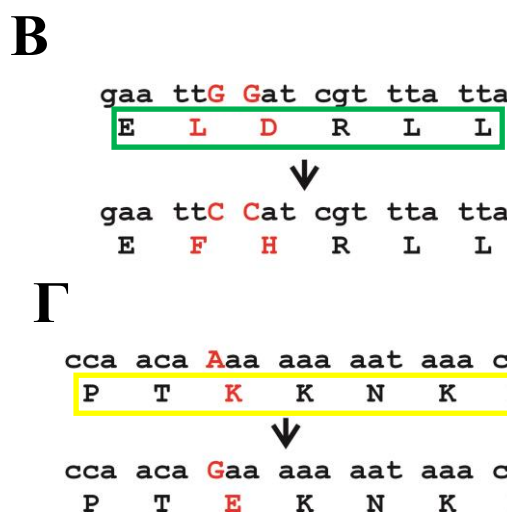 В
gaa ttG Gat cgt tta tta
E L D R L L
gaa ttC Cat cgt tta tta
E F H R L L
Г
cca aca Aaa aaa aat aaa c
P T K K N K
cca aca Gaa aaa aat aaa c
P T E K N K